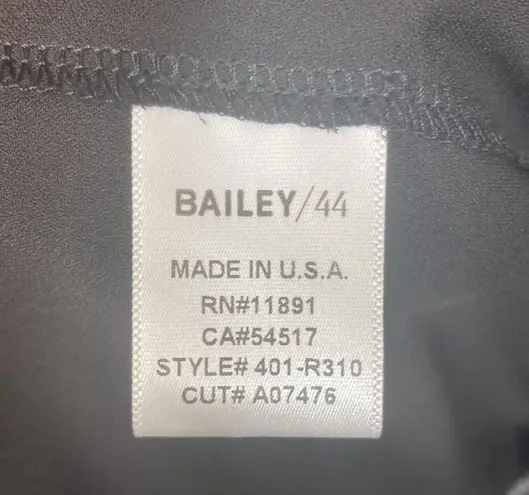 BAILEY/44
MADE IN U.S.A.
RN#11891
CA#54517
STYLE# 401-R310
CUT# A07476